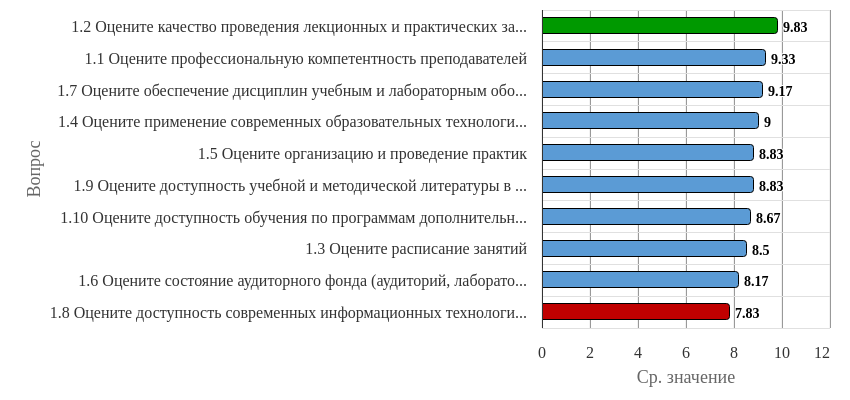 1.2 Оцените качество проведения лекционных и практических за... 9.83
1.1 Оцените профессиональную компетентность преподавателей 9.33
1.7 Оцените обеспечение дисциплин учебным и лабораторным обо... 9.17
1.4 Оцените применение современных образовательных технологи... 9
1.5 Оцените организацию и проведение практик 8.83
1.9 Оцените доступность учебной и методической литературы в ... 8.83
1.10 Оцените доступность обучения по программам дополнительн... 8.67
1.3 Оцените расписание занятий 8.5
1.6 Оцените состояние аудиторного фонда (аудиторий, лаборато... 8.17
1.8 Оцените доступность современных информационных технологи... 7.83
Вопрос
0 2 4 6 8 10 12
Ср. значение